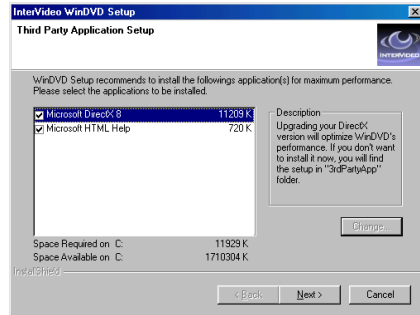 InterVideo WinDVD Setup
Third Party Application Setup
INTERVIDEO
WinDVD Setup recommends to install the followings application(s) for maximum performance.
Please select the applications to be installed.
Microsoft DirectX 8 11209 K
Microsoft HTML Help 720 K
Description
Upgrading your DirectX
version will optimize WinDVD's
performance. If you don't want
to install it now, you will find
the setup in "3rdPartyApp"
folder.
Change...
Space Required on C: 11929 K
Space Available on C: 1710304 K
InstallShield
< Back
Next >
Cancel